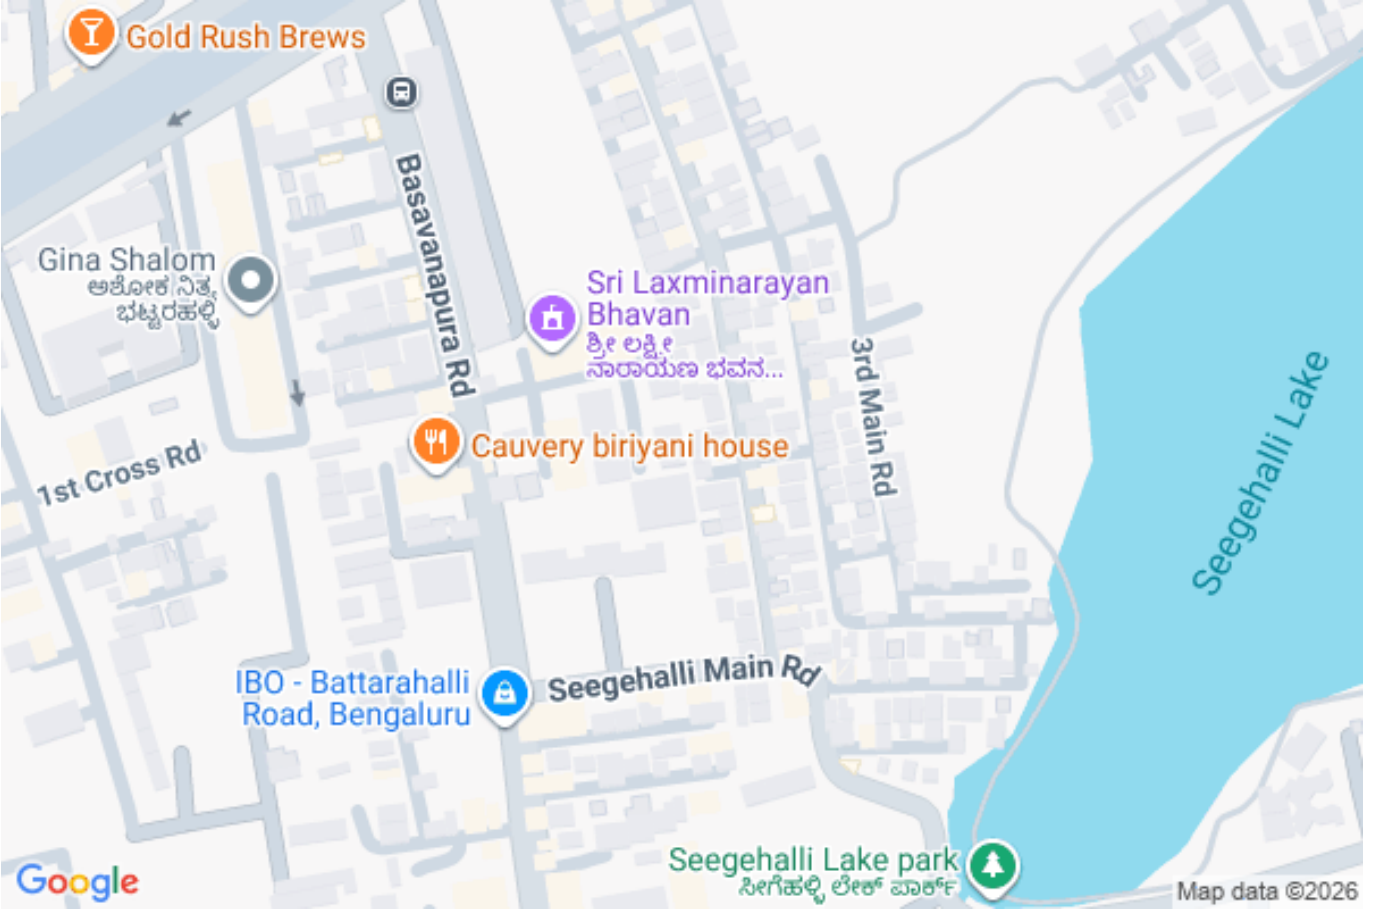 Gold Rush Brews
Basavanapura Rd
Gina Shalom
ಅಶೋಕ ನಿತ್ಯ
ಭಟ್ಟರಹಳ್ಳಿ
Sri Laxminarayan
Bhavan
ಶ್ರೀ ಲಕ್ಷ್ಮೀ
ನಾರಾಯಣ ಭವನ...
3rd Main Rd
Seegehalli Lake
Cauvery biriyani house
1st Cross Rd
Seegehalli Main Rd
IBO - Battarahalli
Road, Bengaluru
Seegehalli Lake park
ಸೀಗೆಹಳ್ಳಿ ಲೇಕ್ ಪಾರ್ಕ್
Google
Map data ©2026